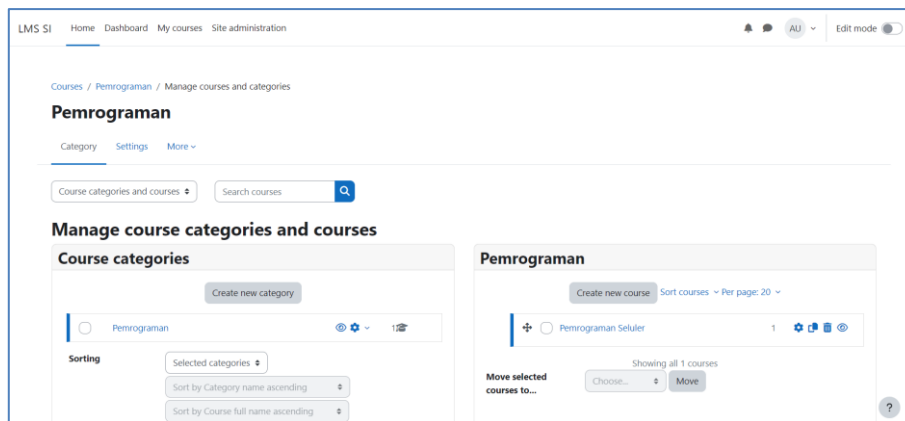 LMS SI Home Dashboard My courses Site administration AU Edit mode
Courses / Pemrograman / Manage courses and categories
Pemrograman
Category Settings More
Course categories and courses Search courses
Manage course categories and courses
Course categories
Create new category
Pemrograman 1
Sorting Selected categories
Sort by Category name ascending
Sort by Course full name ascending
Pemrograman
Create new course Sort courses Per page: 20
Pemrograman Seluler 1
Showing all 1 courses
Move selected courses to... Choose... Move
?